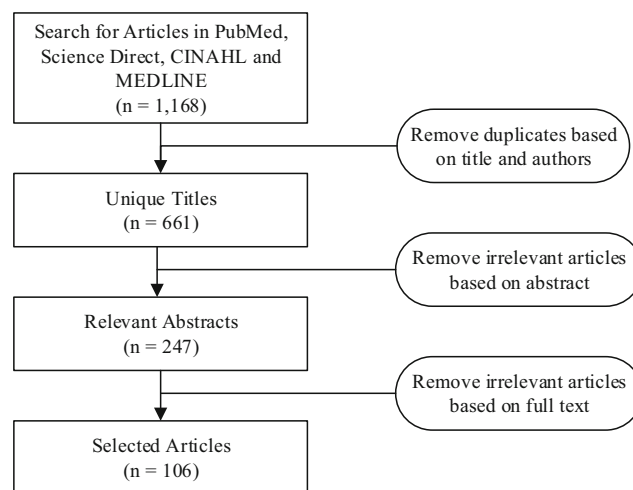 Search for Articles in PubMed,
Science Direct, CINAHL and
MEDLINE
(n = 1,168)
Remove duplicates based
on title and authors
Unique Titles
(n = 661)
Remove irrelevant articles
based on abstract
Relevant Abstracts
(n = 247)
Remove irrelevant articles
based on full text
Selected Articles
(n = 106)